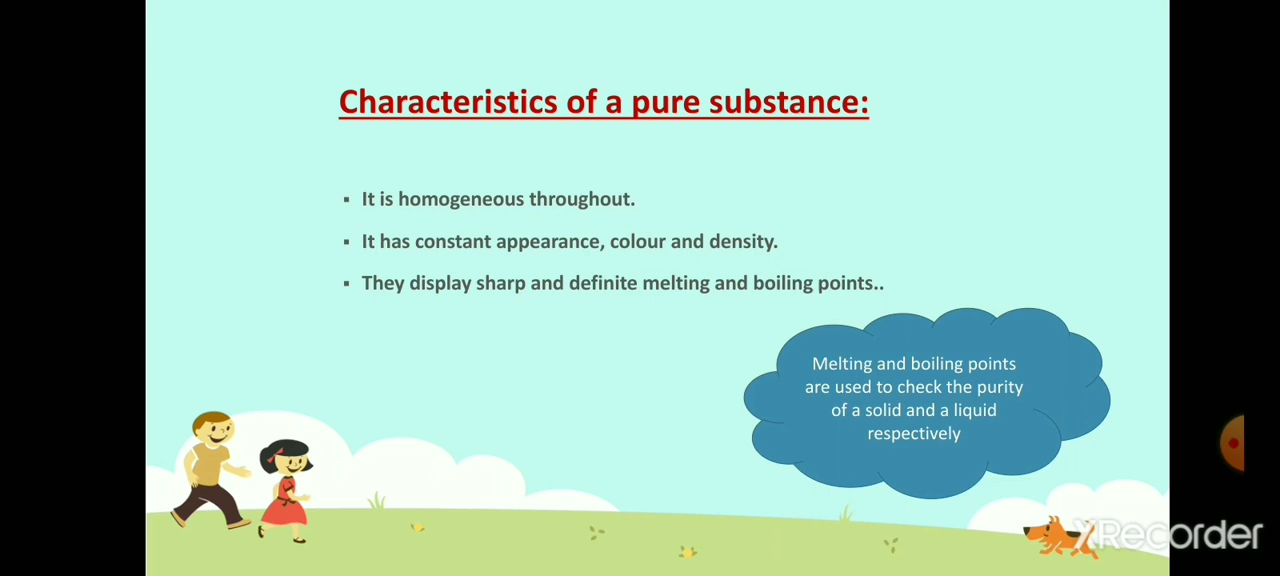 Characteristics of a pure substance:
▪ It is homogeneous throughout.
▪ It has constant appearance, colour and density.
▪ They display sharp and definite melting and boiling points..
Melting and boiling points
are used to check the purity
of a solid and a liquid
respectively
XRecorder